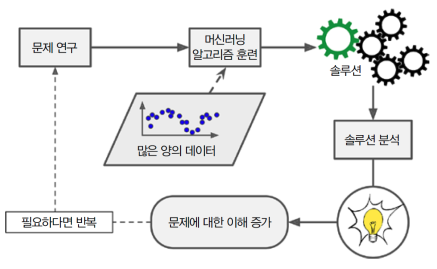 문제 연구
머신러닝
알고리즘 훈련
솔루션
많은 양의 데이터
솔루션 분석
문제에 대한 이해 증가
필요하다면 반복